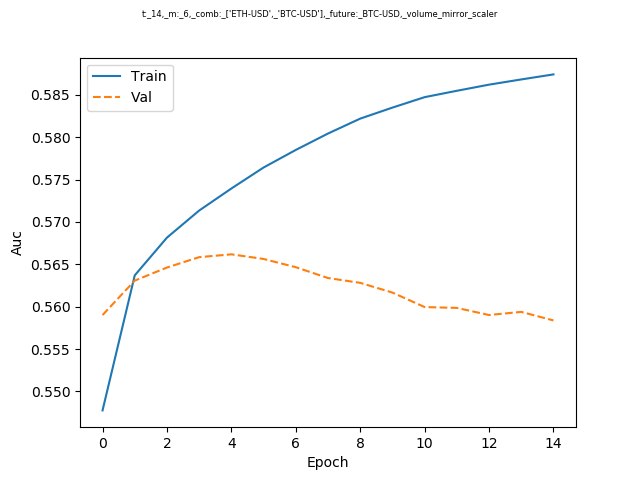 t:_14,_m:_6,_comb:_['ETH-USD',_'BTC-USD'],_future:_BTC-USD,_volume_mirror_scaler
Train
Val
0.585
0.580
0.575
0.570
0.565
0.560
0.555
0.550
Auc
0 2 4 6 8 10 12 14
Epoch